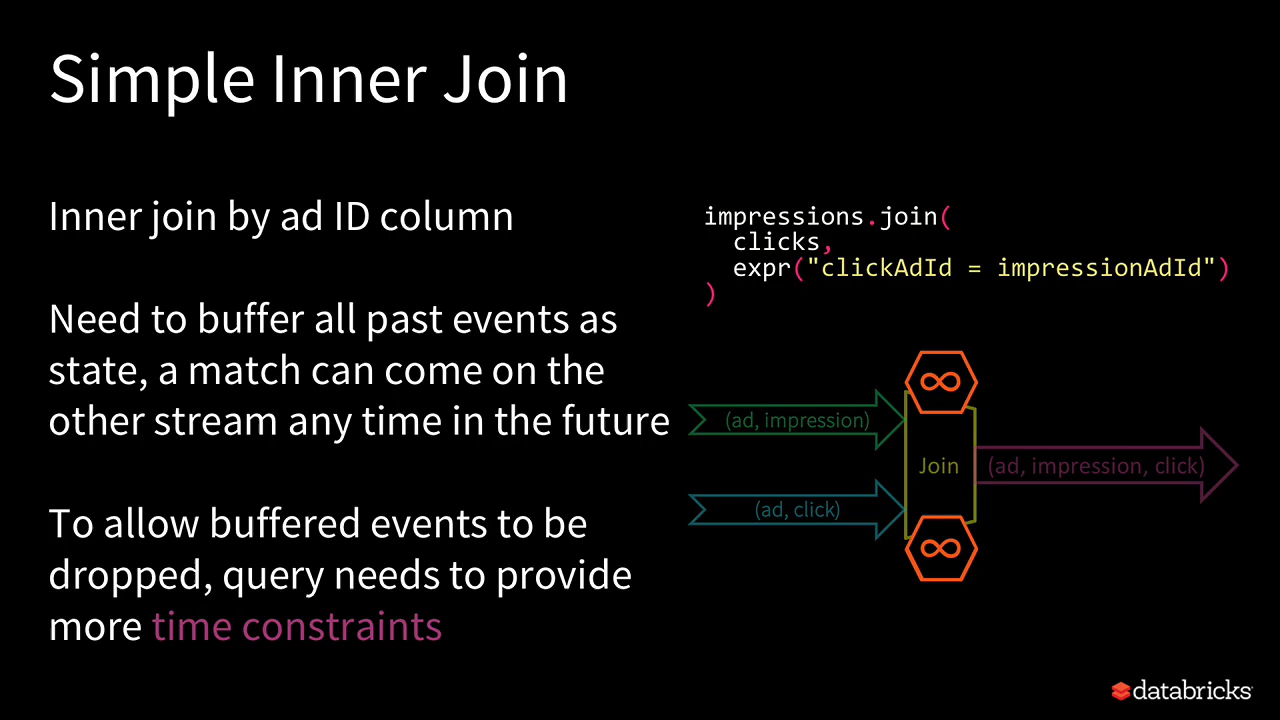 Simple Inner Join
Inner join by ad ID column
Need to buffer all past events as
state, a match can come on the
other stream any time in the future
To allow buffered events to be
dropped, query needs to provide
more time constraints
impressions.join(
  clicks,
  expr("clickAdId = impressionAdId")
)
∞
(ad, impression)
Join
(ad, impression, click)
(ad, click)
∞
databricks